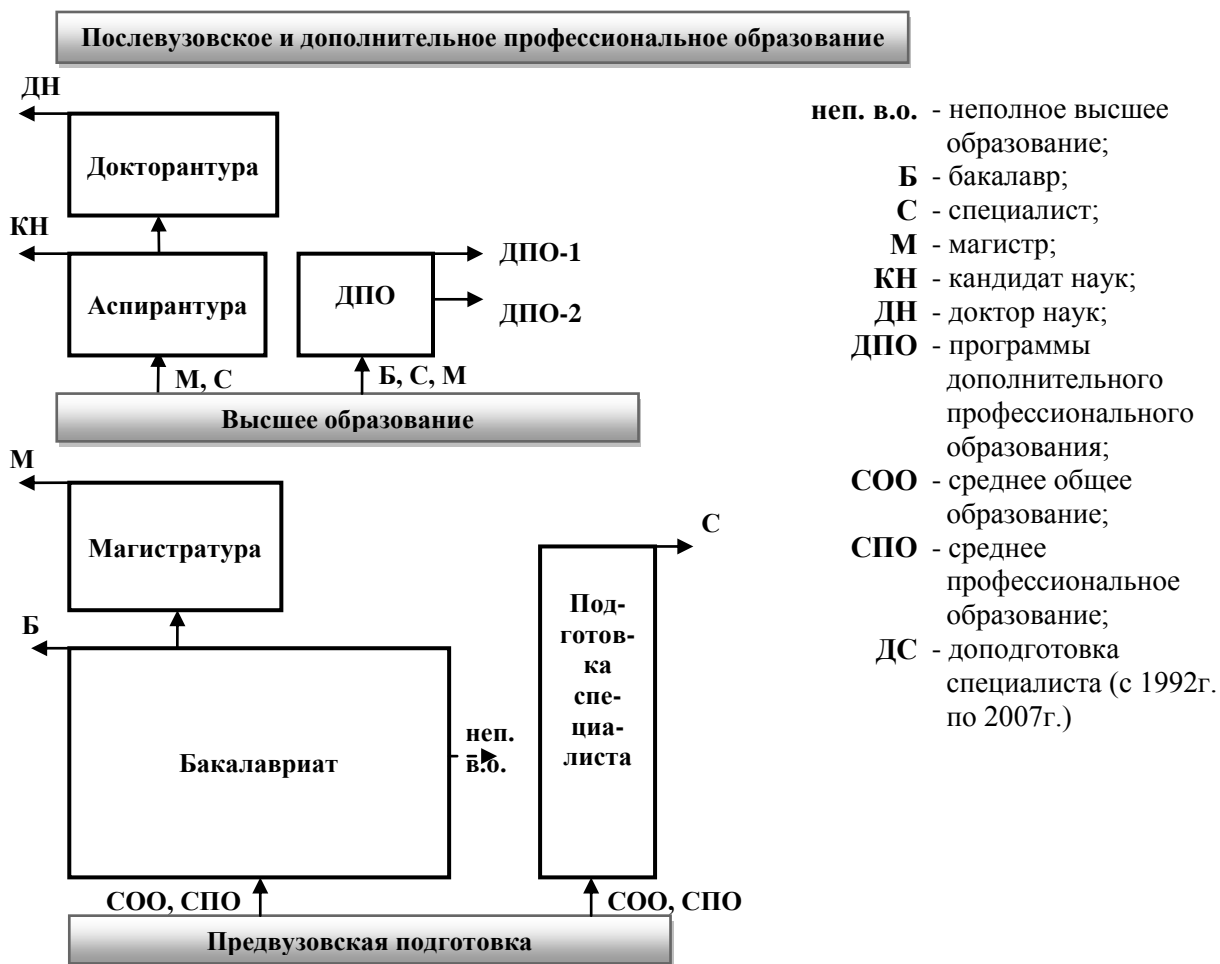 Послевузовское и дополнительное профессиональное образование
ДН
Докторантура
КН
Аспирантура
ДПО
ДПО-1
ДПО-2
М, С
Б, С, М
Высшее образование
М
Магистратура
Б
Бакалавриат
неп.
в.о.
С
Под-
готов-
ка
спе-
циа-
листа
СОО, СПО
СОО, СПО
Предвузовская подготовка
неп. в.о. - неполное высшее
образование;
Б - бакалавр;
С - специалист;
М - магистр;
КН - кандидат наук;
ДН - доктор наук;
ДПО - программы
дополнительного
профессионального
образования;
СОО - среднее общее
образование;
СПО - среднее
профессиональное
образование;
ДС - доподготовка
специалиста (с 1992г.
по 2007г.)